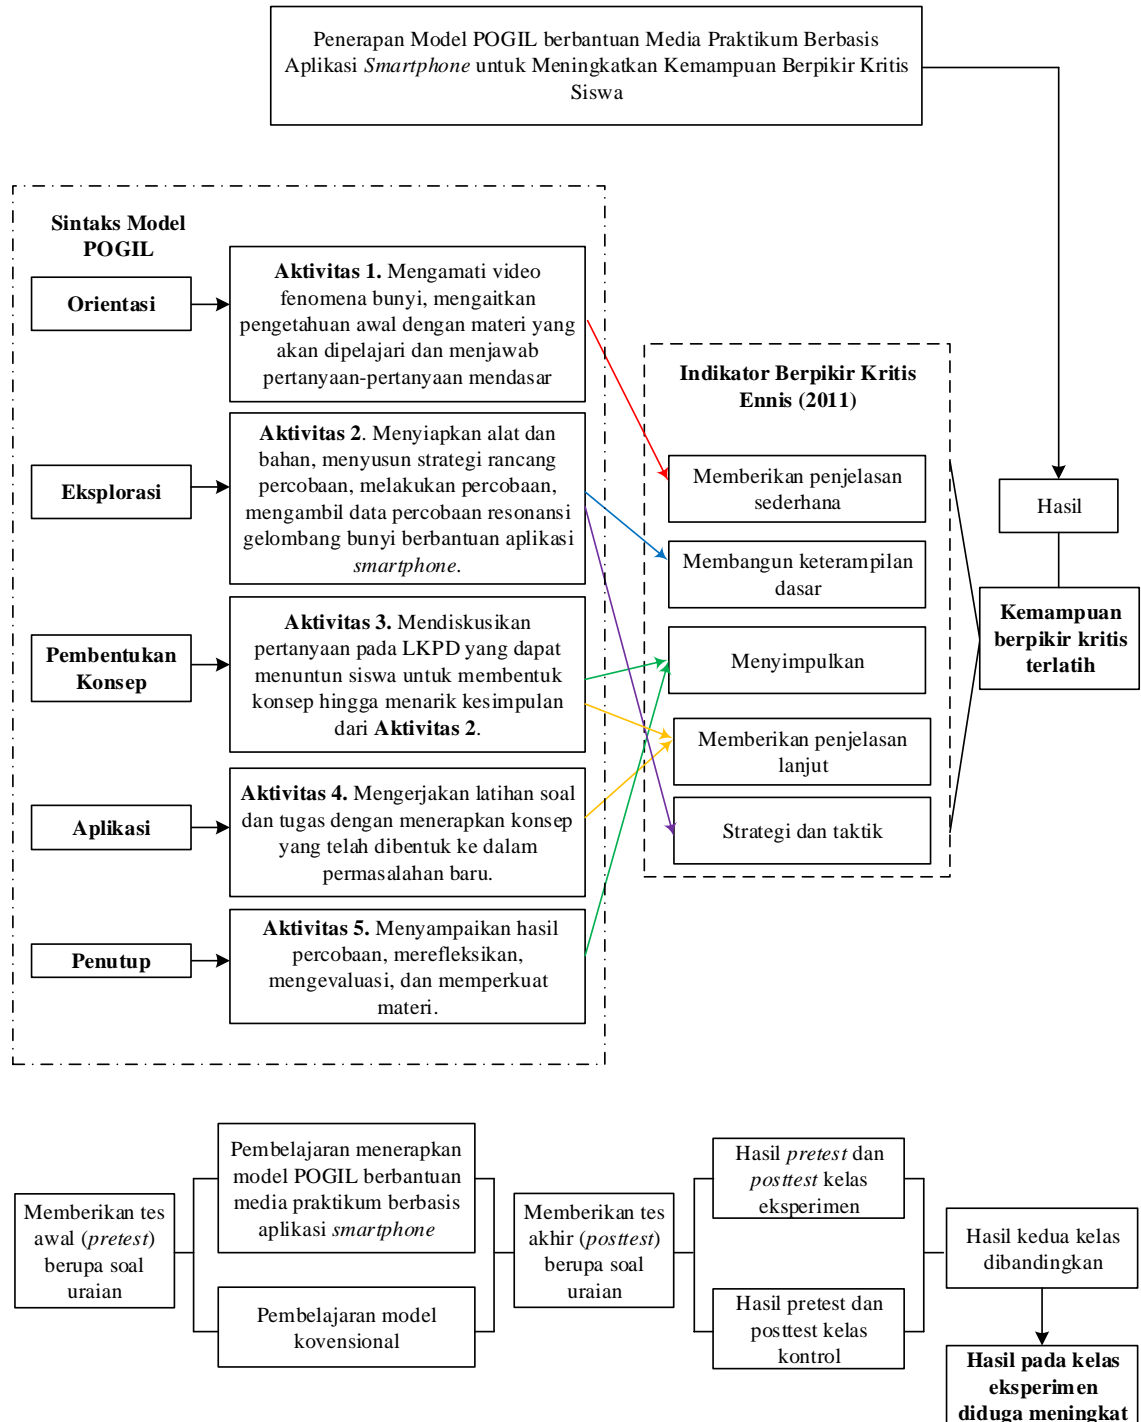 Penerapan Model POGIL berbantuan Media Praktikum Berbasis
Aplikasi Smartphone untuk Meningkatkan Kemampuan Berpikir Kritis
Siswa
Sintaks Model
POGIL
Orientasi
Aktivitas 1. Mengamati video
fenomena bunyi, mengaitkan
pengetahuan awal dengan materi yang
akan dipelajari dan menjawab
pertanyaan-pertanyaan mendasar
Eksplorasi
Aktivitas 2. Menyiapkan alat dan
bahan, menyusun strategi rancang
percobaan, melakukan percobaan,
mengambil data percobaan resonansi
gelombang bunyi berbantuan aplikasi
smartphone.
Pembentukan
Konsep
Aktivitas 3. Mendiskusikan
pertanyaan pada LKPD yang dapat
menuntun siswa untuk membentuk
konsep hingga menarik kesimpulan
dari Aktivitas 2.
Aplikasi
Aktivitas 4. Mengerjakan latihan soal
dan tugas dengan menerapkan konsep
yang telah dibentuk ke dalam
permasalahan baru.
Penutup
Aktivitas 5. Menyampaikan hasil
percobaan, merefleksikan,
mengevaluasi, dan memperkuat
materi.
Indikator Berpikir Kritis
Ennis (2011)
Memberikan penjelasan
sederhana
Membangun keterampilan
dasar
Menyimpulkan
Memberikan penjelasan
lanjut
Strategi dan taktik
Hasil
Kemampuan
berpikir kritis
terlatih
Memberikan tes
awal (pretest)
berupa soal
uraian
Pembelajaran menerapkan
model POGIL berbantuan
media praktikum berbasis
aplikasi smartphone
Pembelajaran model
kovensional
Memberikan tes
akhir (posttest)
berupa soal
uraian
Hasil pretest dan
posttest kelas
eksperimen
Hasil pretest dan
posttest kelas
kontrol
Hasil kedua kelas
dibandingkan
Hasil pada kelas
eksperimen
diduga meningkat